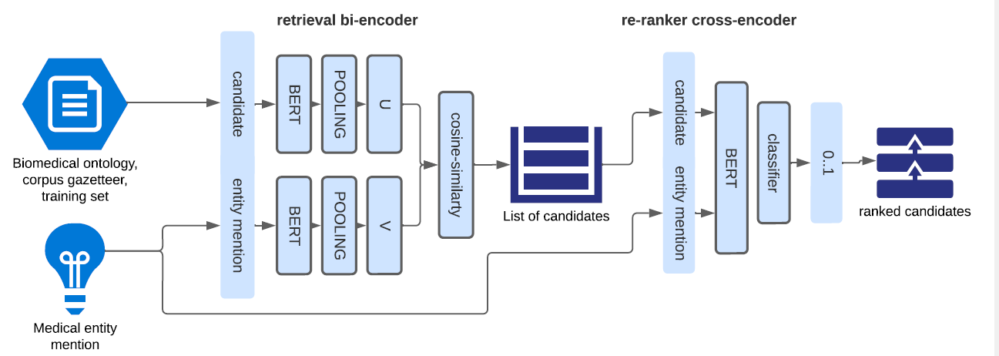 retrieval bi-encoder
re-ranker cross-encoder
Biomedical ontology,
corpus gazetteer,
training set
Medical entity
mention
candidate
entity mention
BERT
POOLING
U
BERT
POOLING
V
cosine-similarty
List of candidates
candidate
entity mention
BERT
classifier
0..1
ranked candidates